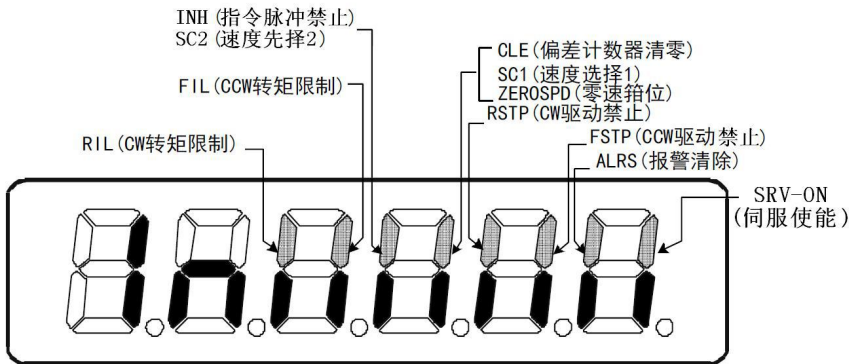 INH (指令脉冲禁止)
SC2 (速度先择2)
CLE(偏差计数器清零)
SC1(速度选择1)
ZEROSPD(零速箝位)
FIL(CCW转矩限制)
RSTP(CW驱动禁止)
FSTP(CCW驱动禁止)
RIL(CW转矩限制)
ALRS(报警清除)
SRV-ON
(伺服使能)